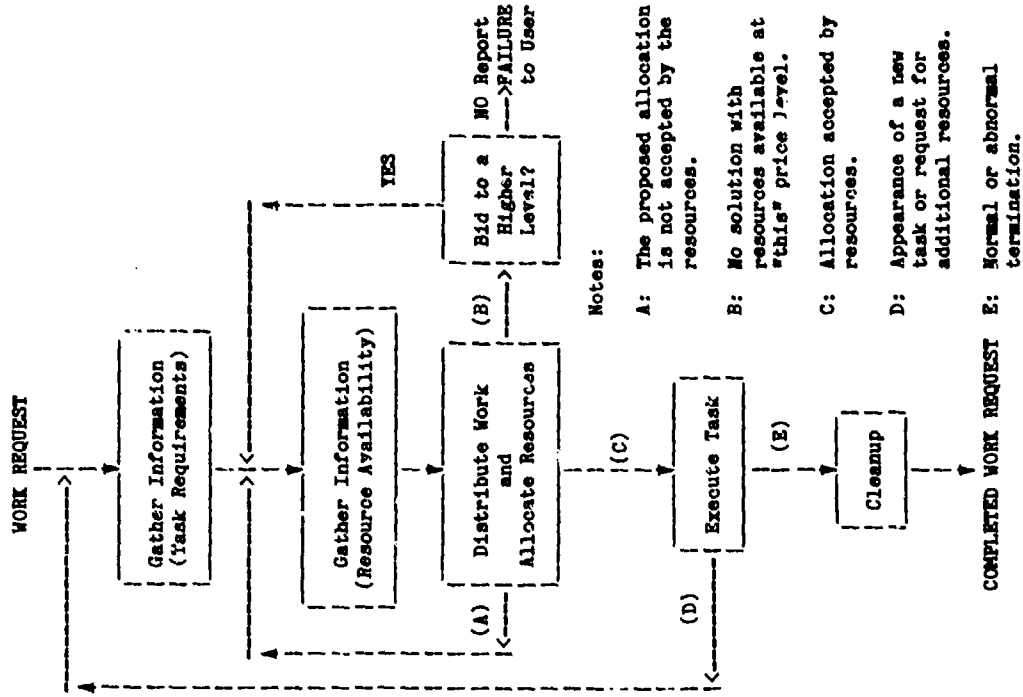 WORK REQUEST
Gather Information
(Task Requirements)
Gather Information
(Resource Availability)
Distribute Work
and
Allocate Resources
(A)
(B)
Bid to a
Higher
Level?
YES
NO Report
-->FAILURE
to User
(C)
Execute Task
(D)
(E)
Cleanup
COMPLETED WORK REQUEST
Notes:
A: The proposed allocation
is not accepted by the
resources.
B: No solution with
resources available at
"this" price level.
C: Allocation accepted by
resources.
D: Appearance of a new
task or request for
additional resources.
E: Normal or abnormal
termination.